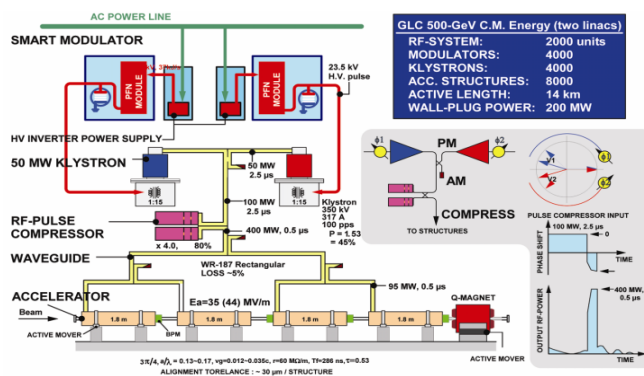 AC POWER LINE
SMART MODULATOR
PFN MODULE
PFN MODULE
23.5 kV
H.V. pulse
HV INVERTER POWER SUPPLY
GLC 500-GeV C.M. Energy (two linacs)
RF-SYSTEM: 2000 units
MODULATORS: 4000
KLYSTRONS: 4000
ACC. STRUCTURES: 8000
ACTIVE LENGTH: 14 km
WALL-PLUG POWER: 200 MW
50 MW KLYSTRON
50 MW
2.5 µs
1:15
1:15
Klystron
350 kV
317 A
100 pps
P = 1.53
= 45%
100 MW
2.5 µs
RF-PULSE
COMPRESSOR
x 4.0, 80%
400 MW, 0.5 µs
WAVEGUIDE
WR-187 Rectangular
LOSS ~5%
ACCELERATOR
Ea=35 (44) MV/m
95 MW, 0.5 µs
Q-MAGNET
Beam
1.8 m
1.8 m
1.8 m
1.8 m
ACTIVE MOVER
BPM
ACTIVE
MOVER
3π/4, a/λ = 0.13~0.17, vg=0.012~0.035c, r=60 MΩ/m, Tf=286 ns, τ=0.53
ALIGNMENT TORELANCE : ~ 30 µm / STRUCTURE
ϕ1
PM
ϕ2
AM
COMPRESS
TO STRUCTURES
V1
V2
ϕ1
ϕ2
PULSE COMPRESSOR INPUT
100 MW, 2.5 µs
0
PHASE SHIFT
TIME
400 MW,
0.5 µs
OUTPUT RF-POWER
TIME